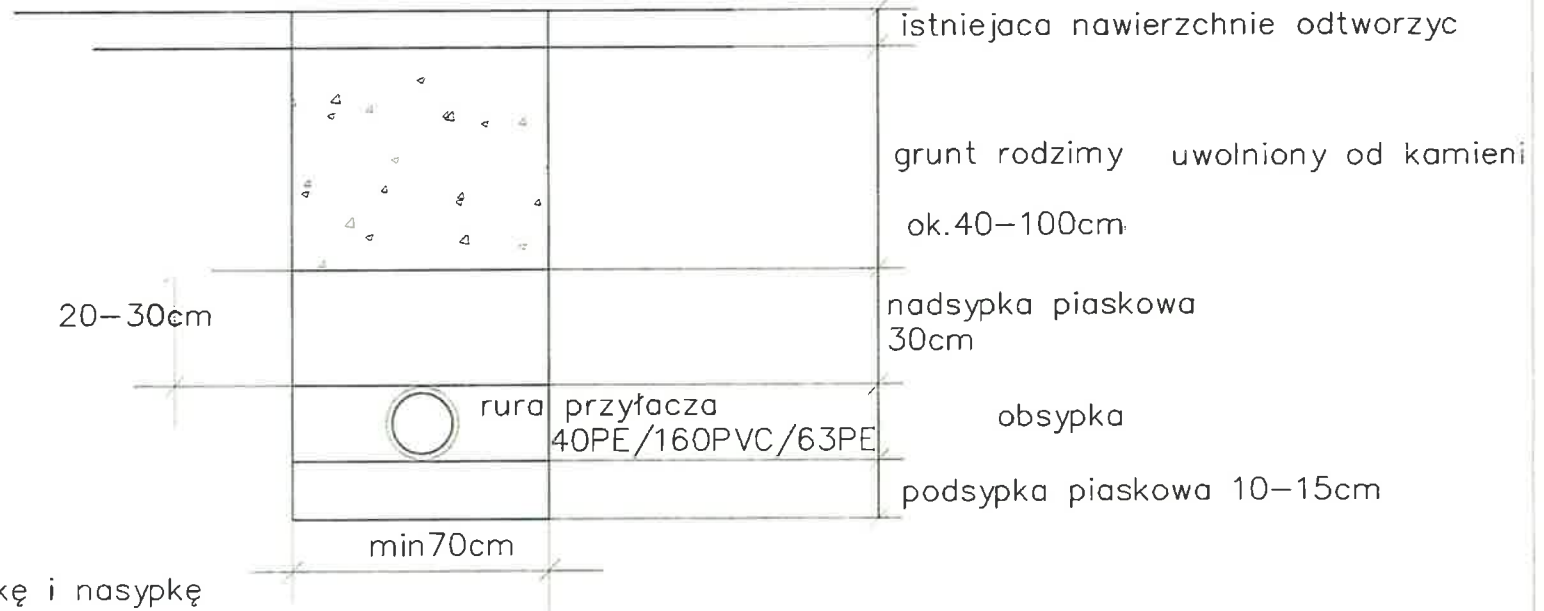 istniejaca nawierzchnie odtworzyc
grunt rodzimy uwolniony od kamieni
ok.40-100cm
20-30cm
nadsypka piaskowa
30cm
rura przyłacza
40PE/160PVC/63PE
obsypka
podsypka piaskowa 10-15cm
min70cm
i nasypkę